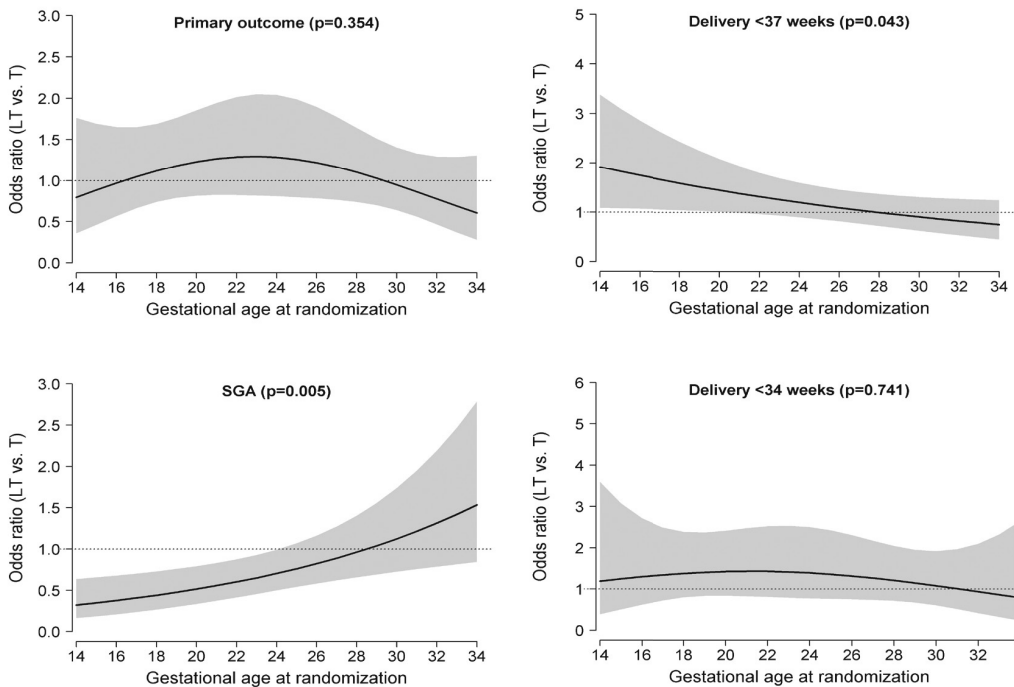 Primary outcome (p=0.354)
Odds ratio (LT vs. T)
3.0
2.5
2.0
1.5
1.0
0.5
0.0
14 16 18 20 22 24 26 28 30 32 34
Gestational age at randomization
Delivery <37 weeks (p=0.043)
Odds ratio (LT vs. T)
5
4
3
2
1
0
14 16 18 20 22 24 26 28 30 32 34
Gestational age at randomization
SGA (p=0.005)
Odds ratio (LT vs. T)
3.0
2.5
2.0
1.5
1.0
0.5
0.0
14 16 18 20 22 24 26 28 30 32 34
Gestational age at randomization
Delivery <34 weeks (p=0.741)
Odds ratio (LT vs. T)
6
5
4
3
2
1
0
14 16 18 20 22 24 26 28 30 32 34
Gestational age at randomization